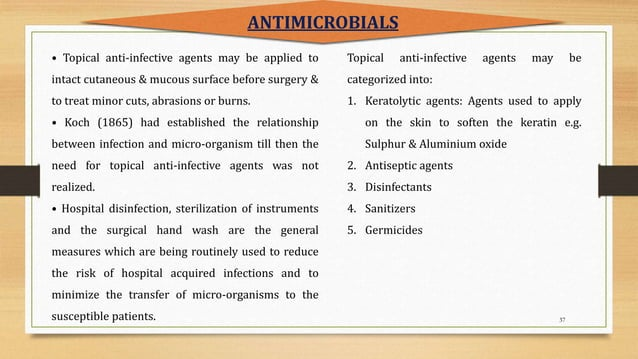 ANTIMICROBIALS
• Topical anti-infective agents may be applied to
intact cutaneous & mucous surface before surgery &
to treat minor cuts, abrasions or burns.
• Koch (1865) had established the relationship
between infection and micro-organism till then the
need for topical anti-infective agents was not
realized.
• Hospital disinfection, sterilization of instruments
and the surgical hand wash are the general
measures which are being routinely used to reduce
the risk of hospital acquired infections and to
minimize the transfer of micro-organisms to the
susceptible patients.
Topical anti-infective agents may be
categorized into:
1. Keratolytic agents: Agents used to apply
on the skin to soften the keratin e.g.
Sulphur & Aluminium oxide
2. Antiseptic agents
3. Disinfectants
4. Sanitizers
5. Germicides
37